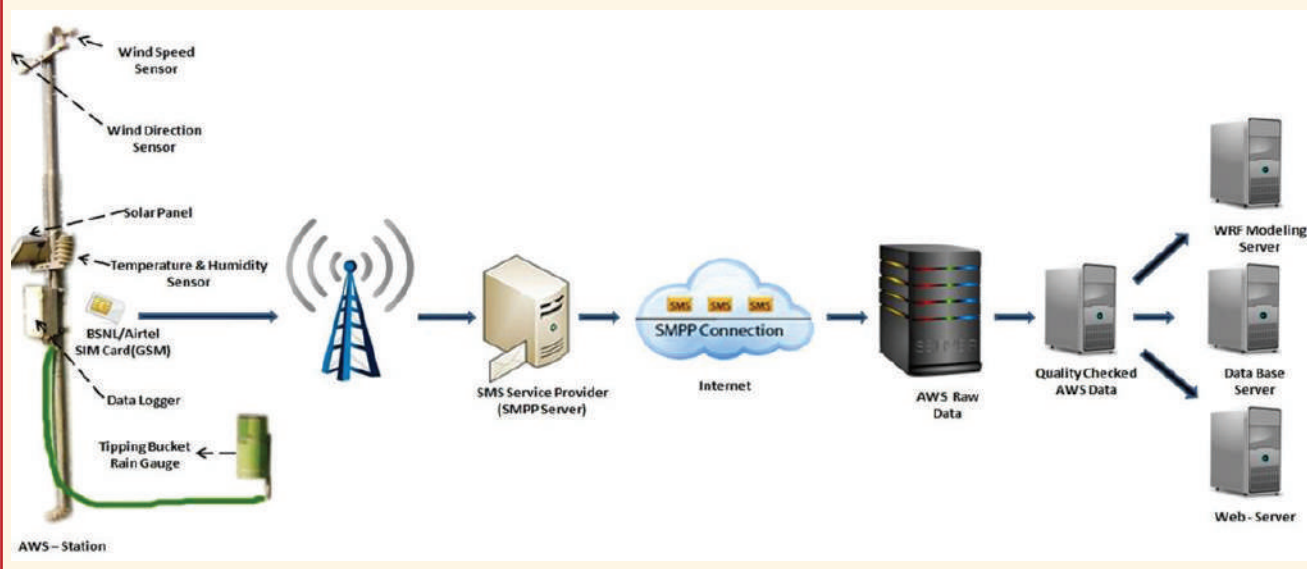 Wind Speed
Sensor
Wind Direction
Sensor
Solar Panel
Temperature & Humidity
Sensor
BSNL/Airtel
SIM Card(GSM)
Data Logger
Tipping Bucket
Rain Gauge
AWS – Station
SMS Service Provider
(SMPP Server)
SMS SMS SMS
SMPP Connection
Internet
SERVER
AWS Raw
Data
Quality Checked
AWS Data
WRF Modeling
Server
Data Base
Server
Web - Server